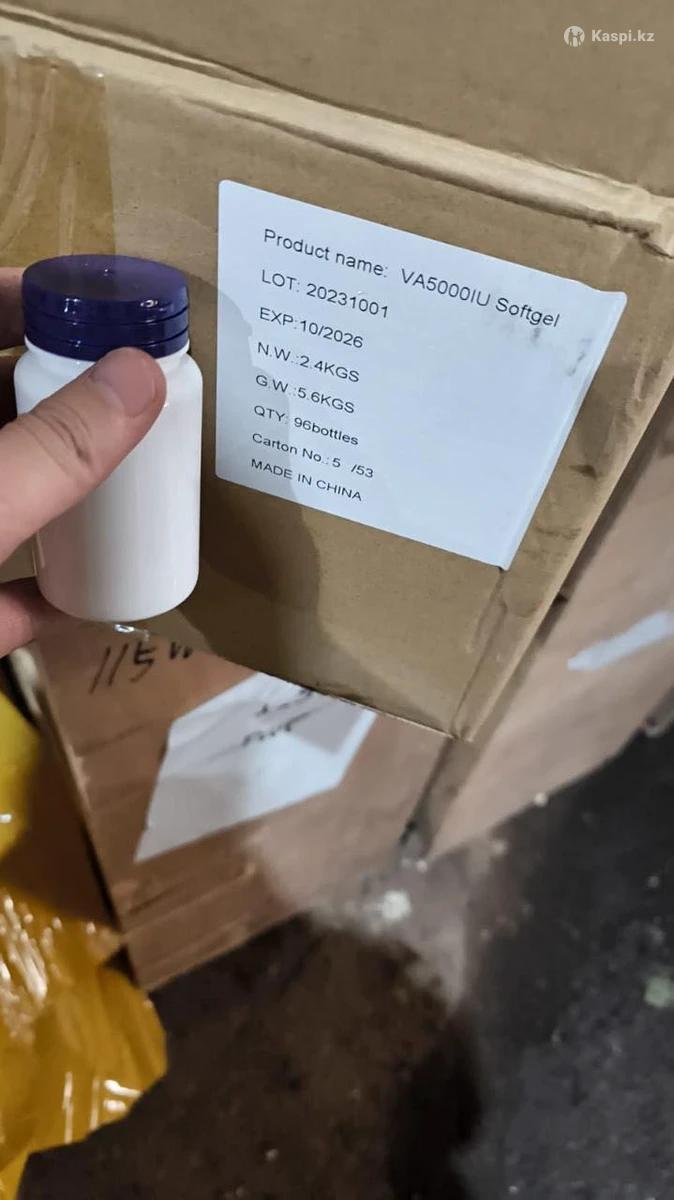 Kaspi.kz
Product name: VA5000IU Softgel
LOT: 20231001
EXP:10/2026
N.W.:2.4KGS
G.W.:5.6KGS
QTY: 96bottles
Carton No.: 5 /53
MADE IN CHINA
115